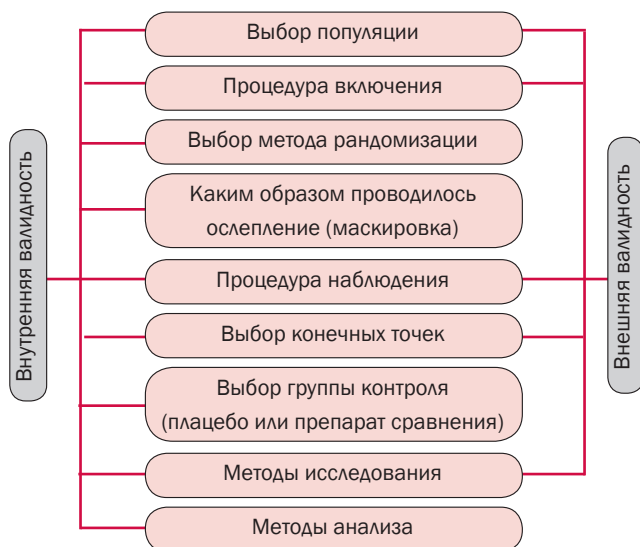 Выбор популяции
Процедура включения
Выбор метода рандомизации
Каким образом проводилось
ослепление (маскировка)
Процедура наблюдения
Выбор конечных точек
Выбор группы контроля
(плацебо или препарат сравнения)
Методы исследования
Методы анализа
Внутренняя валидность
Внешняя валидность